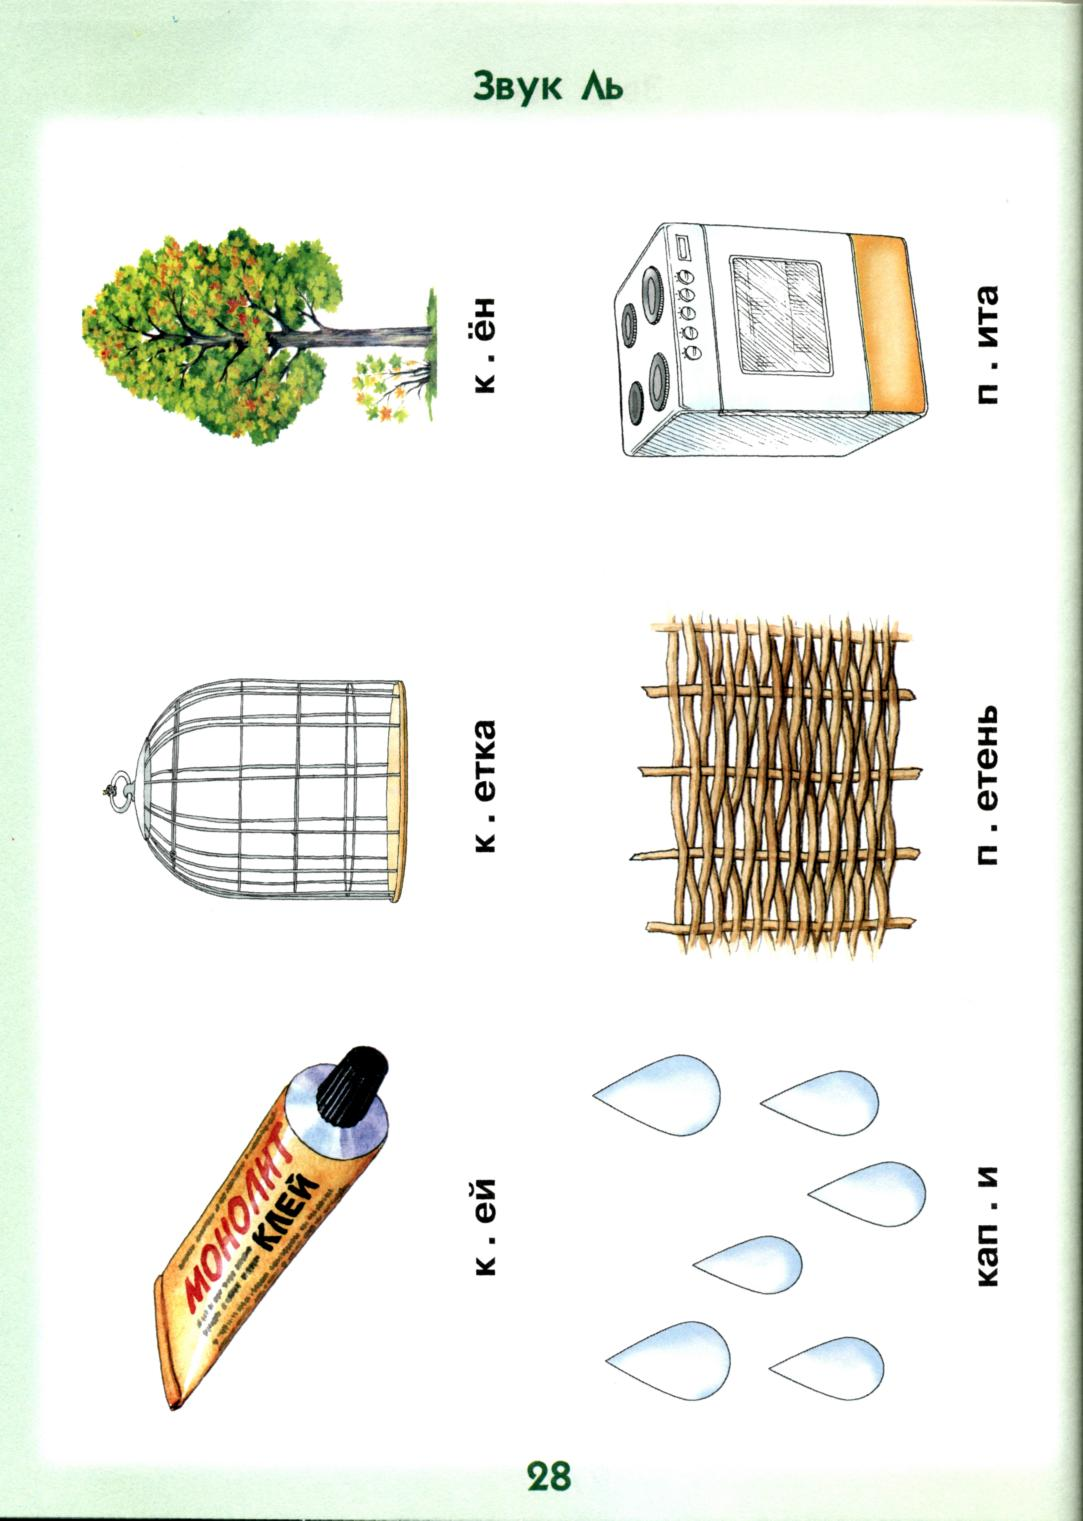 Звук Ль
к . ей
к . етка
к . ён
МОНОЛИТ
КЛЕЙ
кап . и
п . етень
п . ита
28